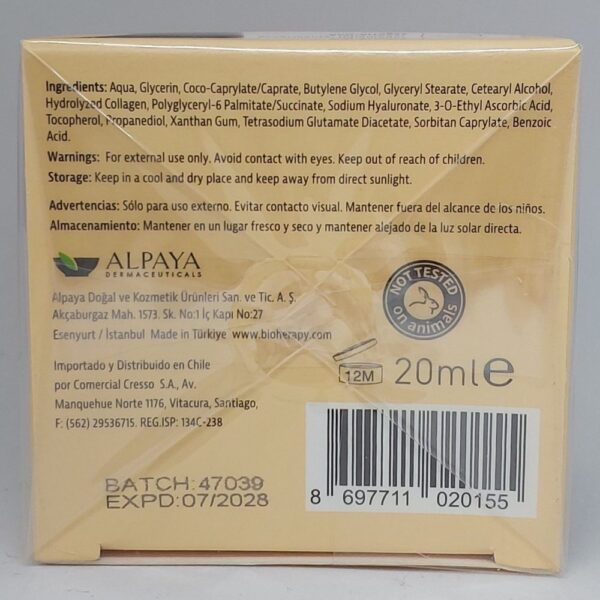 Ingredients: Aqua, Glycerin, Coco-Caprylate/Caprate, Butylene Glycol, Glyceryl Stearate, Cetearyl Alcohol,
Hydrolyzed Collagen, Polyglyceryl-6 Palmitate/Succinate, Sodium Hyaluronate, 3-O-Ethyl Ascorbic Acid,
Tocopherol, Propanediol, Xanthan Gum, Tetrasodium Glutamate Diacetate, Sorbitan Caprylate, Benzoic
Acid.
Warnings: For external use only. Avoid contact with eyes. Keep out of reach of children.
Storage: Keep in a cool and dry place and keep away from direct sunlight.
Advertencias: Sólo para uso externo. Evitar contacto visual. Mantener fuera del alcance de los niños.
Almacenamiento: Mantener en un lugar fresco y seco y mantener alejado de la luz solar directa.
ALPAYA
DERMACEUTICALS
Alpaya Doğal ve Kozmetik Ürünleri San. ve Tic. A. Ş.
Akçaburgaz Mah. 1573. Sk. No:1 İç Kapı No:27
Esenyurt / İstanbul Made in Türkiye www.bioherapy.com
NOT TESTED
on animals
12M 20ml e
Importado y Distribuido en Chile
por Comercial Cresso S.A., Av.
Manquehue Norte 1176, Vitacura, Santiago,
F: (562) 29536715. REG.ISP: 134C-238
BATCH: 47039
EXPD: 07/2028
8 697711 020155